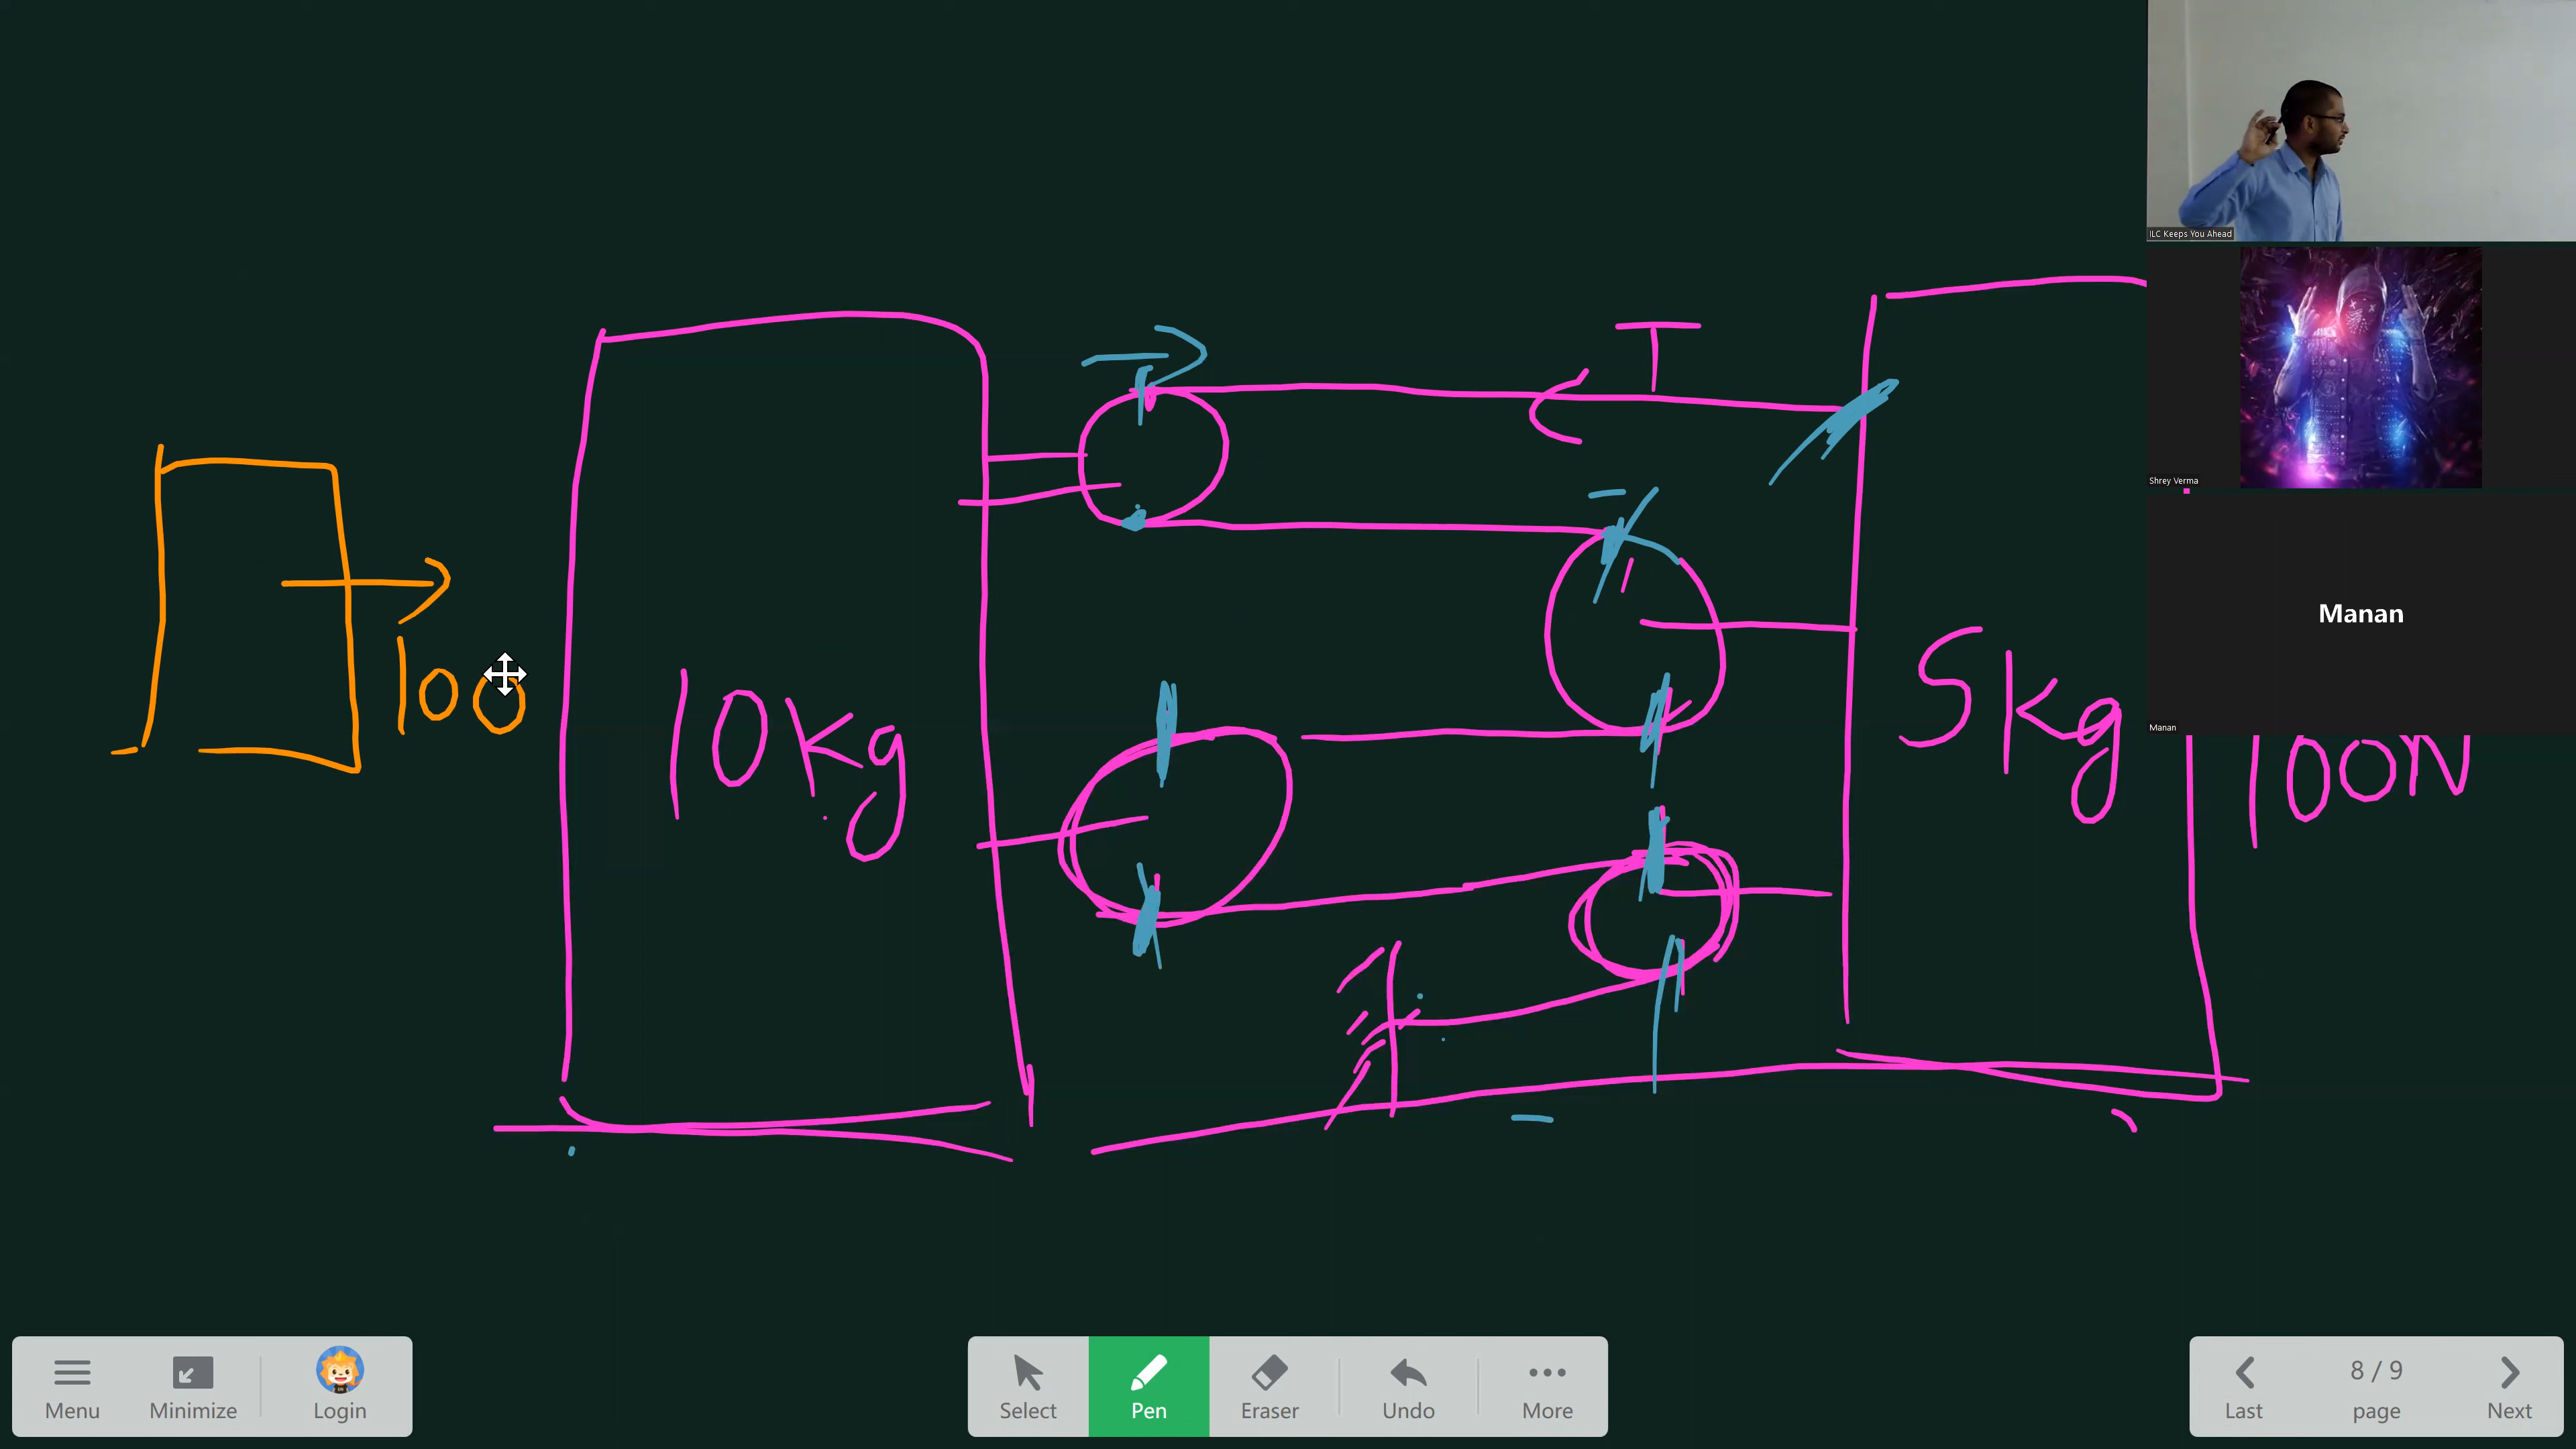 ILC Keeps You Ahead
T
Shrey Verma
100
10kg
5kg
Manan
Manan
100N
Menu
Minimize
Login
Select
Pen
Eraser
Undo
More
Last
8 / 9
page
Next